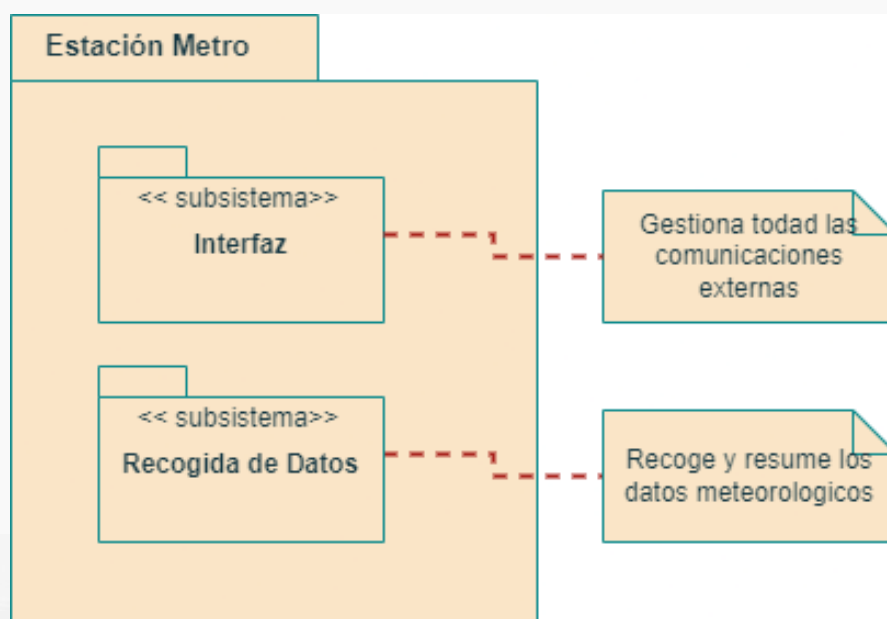 Estación Metro
<< subsistema>>
Interfaz
Gestiona todad las
comunicaciones
externas
<< subsistema>>
Recogida de Datos
Recoge y resume los
datos meteorologicos